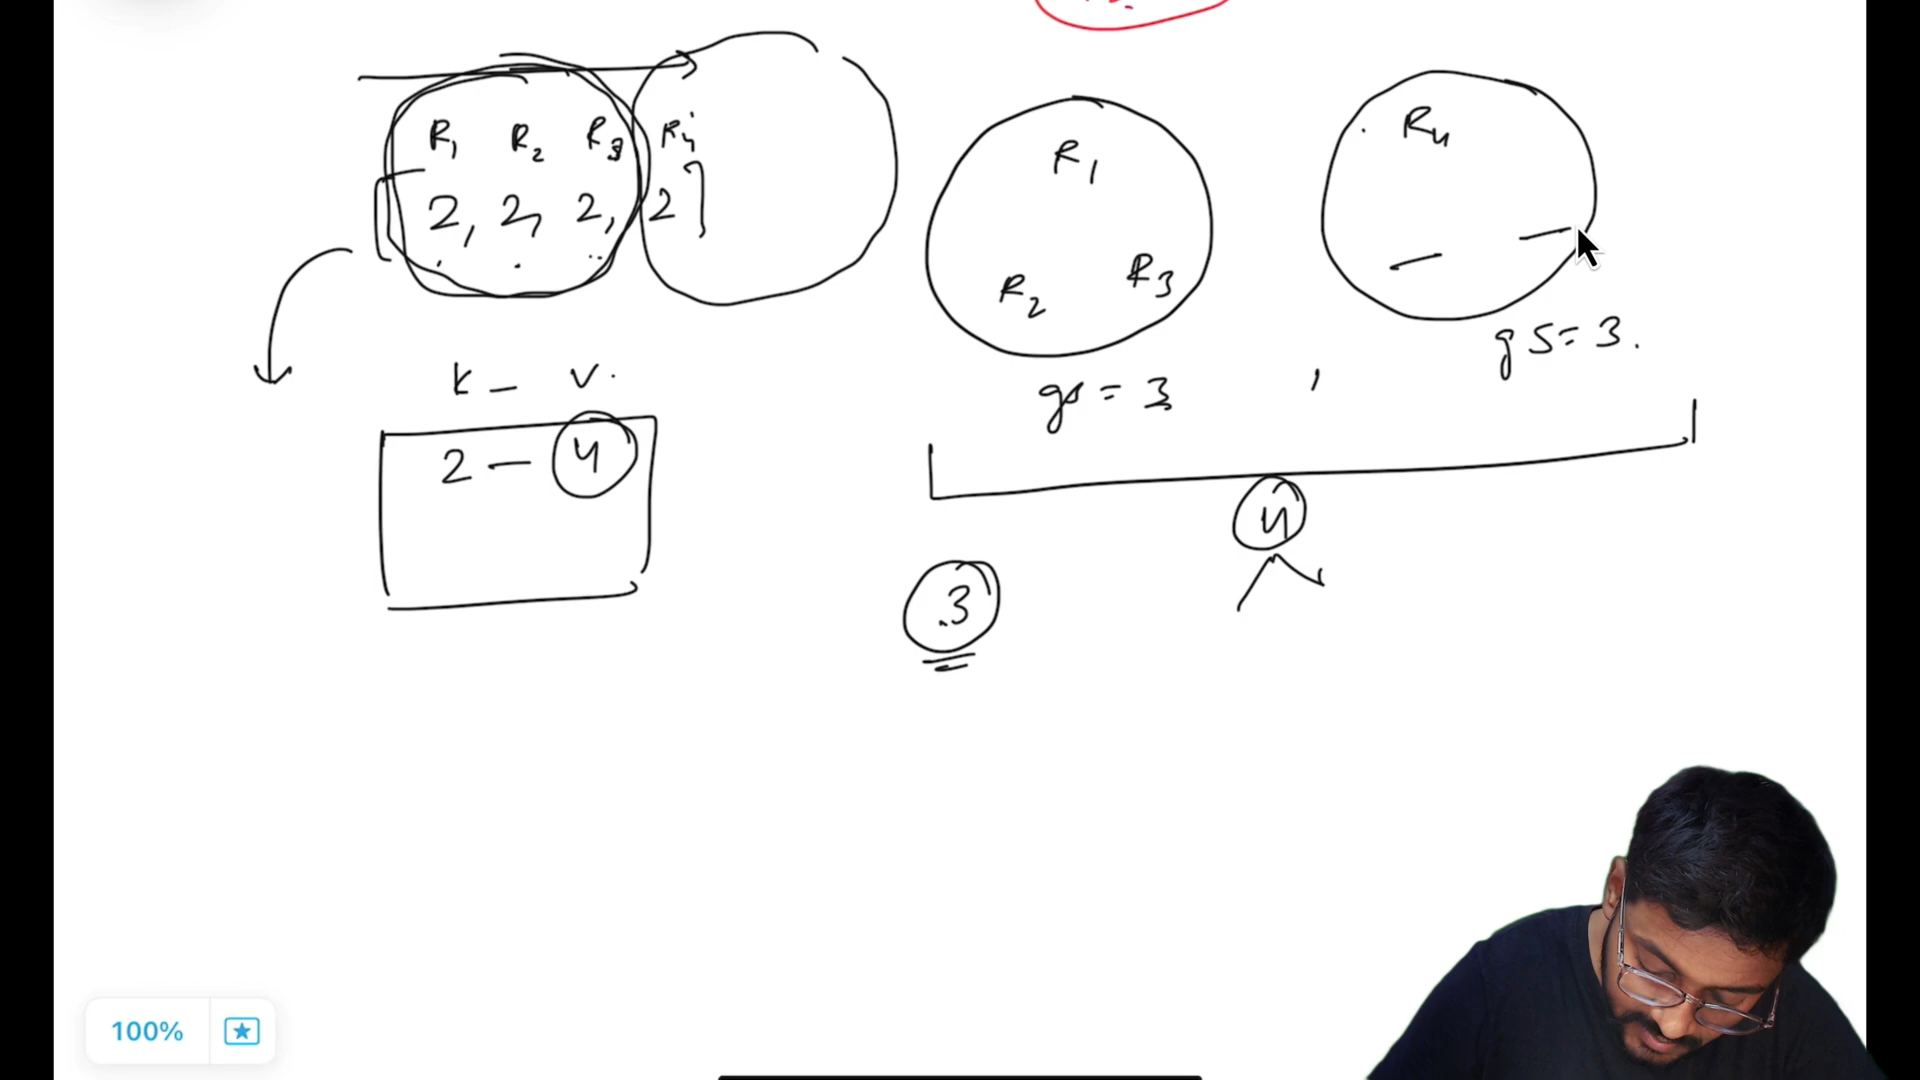 R1 R2 R3 R4
[2, 2, 2, 2]
R1
R2 R3
gs = 3
,
R4
gS = 3.
K - V.
2 - 4
4
.3
100%